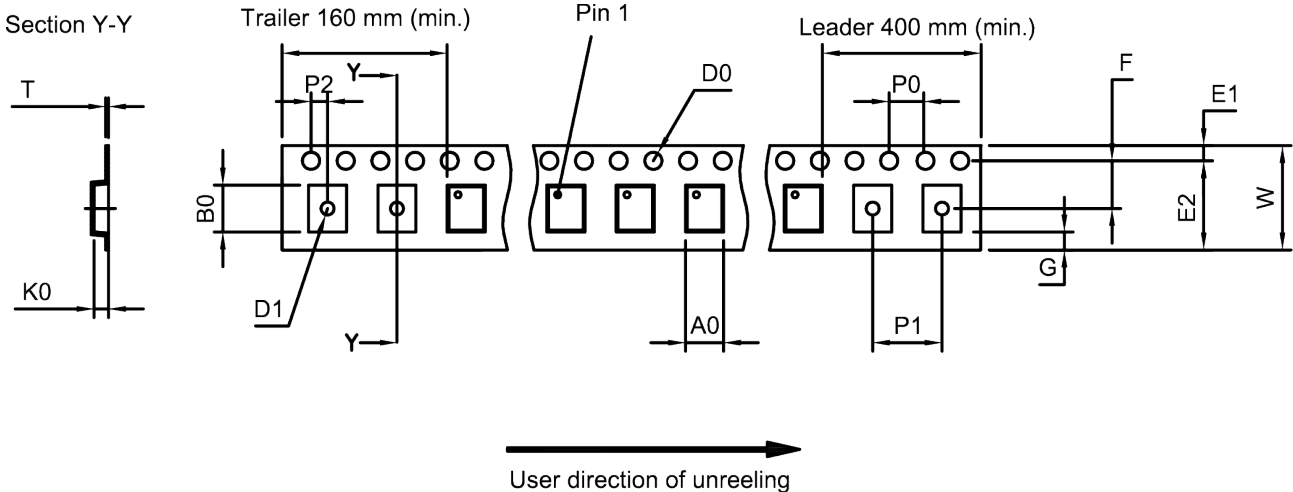 Section Y-Y
Trailer 160 mm (min.)
Pin 1
Leader 400 mm (min.)
T
P2
Y
D0
P0
F
E1
B0
E2
W
K0
D1
Y
A0
P1
G
User direction of unreeling